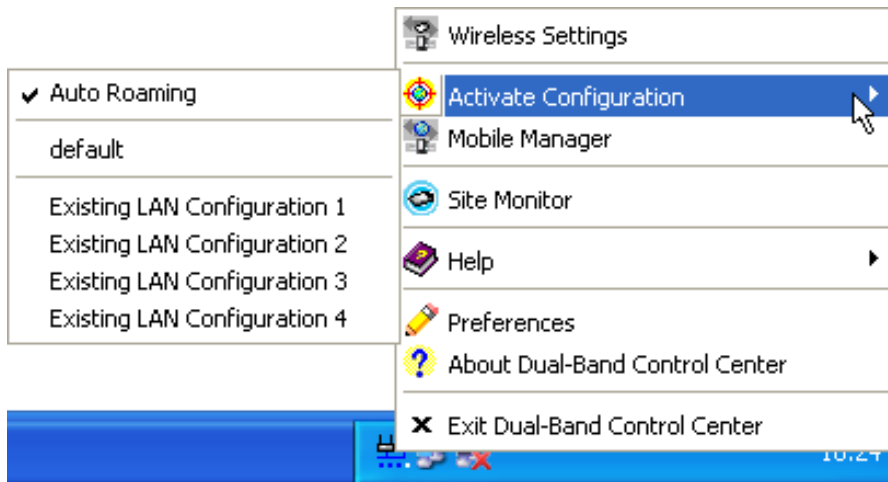 Wireless Settings
Activate Configuration
Mobile Manager
Site Monitor
Help
Preferences
About Dual-Band Control Center
Exit Dual-Band Control Center
Auto Roaming
default
Existing LAN Configuration 1
Existing LAN Configuration 2
Existing LAN Configuration 3
Existing LAN Configuration 4